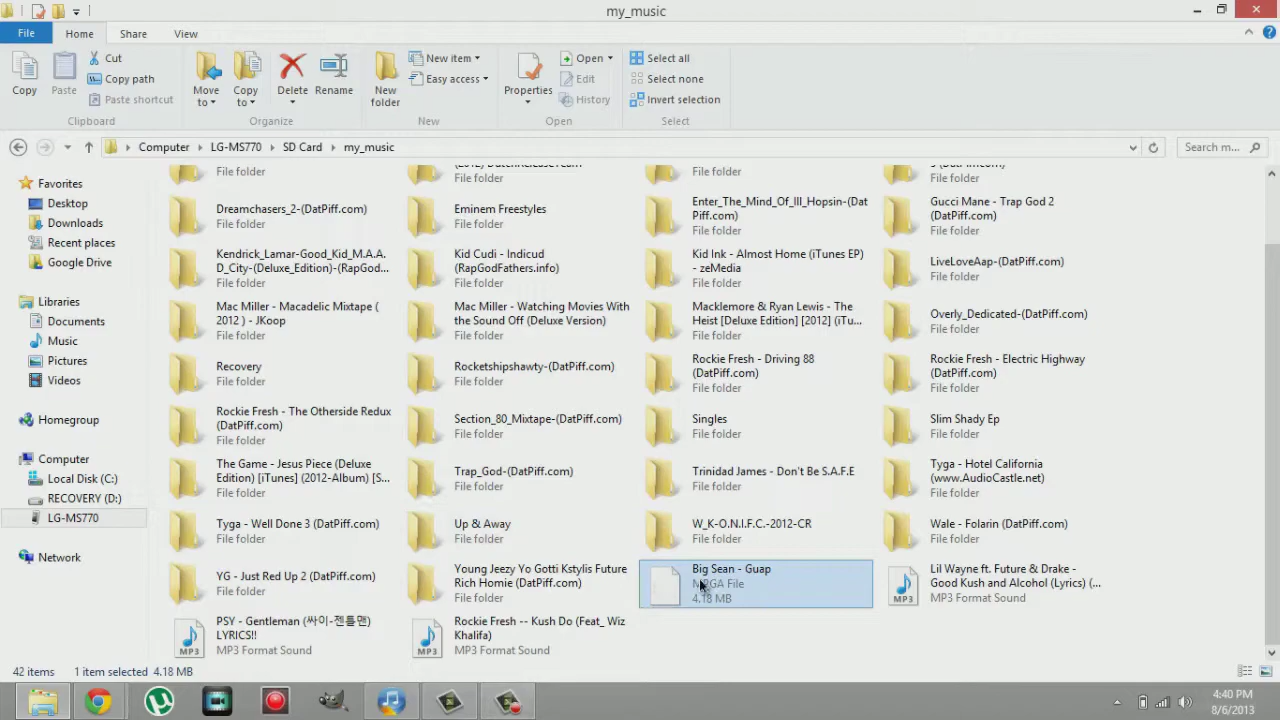 my_music
File
Home
Share
View
Copy
Paste
Cut
Copy path
Paste shortcut
Clipboard
Move to
Copy to
Delete
Rename
Organize
New folder
New item
Easy access
New
Properties
Open
Edit
History
Open
Select all
Select none
Invert selection
Select
Computer
LG-MS770
SD Card
my_music
Search m...
Favorites
Desktop
Downloads
Recent places
Google Drive
Libraries
Documents
Music
Pictures
Videos
Homegroup
Computer
Local Disk (C:)
RECOVERY (D:)
LG-MS770
Network
File folder
File folder
File folder
File folder
Dreamchasers_2-(DatPiff.com)
File folder
Eminem Freestyles
File folder
Enter_The_Mind_Of_Ill_Hopsin-(Dat
Piff.com)
File folder
Gucci Mane - Trap God 2
(DatPiff.com)
File folder
Kendrick_Lamar-Good_Kid_M.A.A.
D_City-(Deluxe_Edition)-(RapGod...
File folder
Kid Cudi - Indicud
(RapGodFathers.info)
File folder
Kid Ink - Almost Home (iTunes EP)
- zeMedia
File folder
LiveLoveAap-(DatPiff.com)
File folder
Mac Miller - Macadelic Mixtape (
2012 ) - JKoop
File folder
Mac Miller - Watching Movies With
the Sound Off (Deluxe Version)
File folder
Macklemore & Ryan Lewis - The
Heist [Deluxe Edition] [2012] (iTu...
File folder
Overly_Dedicated-(DatPiff.com)
File folder
Recovery
File folder
Rocketshipshawty-(DatPiff.com)
File folder
Rockie Fresh - Driving 88
(DatPiff.com)
File folder
Rockie Fresh - Electric Highway
(DatPiff.com)
File folder
Rockie Fresh - The Otherside Redux
(DatPiff.com)
File folder
Section_80_Mixtape-(DatPiff.com)
File folder
Singles
File folder
Slim Shady Ep
File folder
The Game - Jesus Piece (Deluxe
Edition) [iTunes] (2012-Album) [S...
File folder
Trap_God-(DatPiff.com)
File folder
Trinidad James - Don't Be S.A.F.E
File folder
Tyga - Hotel California
(www.AudioCastle.net)
File folder
Tyga - Well Done 3 (DatPiff.com)
File folder
Up & Away
File folder
W_K-O.N.I.F.C.-2012-CR
File folder
Wale - Folarin (DatPiff.com)
File folder
YG - Just Red Up 2 (DatPiff.com)
File folder
Young Jeezy Yo Gotti Kstylis Future
Rich Homie (DatPiff.com)
File folder
Big Sean - Guap
File
4.18 MB
MP3
Lil Wayne ft. Future & Drake -
Good Kush and Alcohol (Lyrics) (...
MP3 Format Sound
MP3
PSY - Gentleman (싸이-젠틀맨)
LYRICS!!
MP3 Format Sound
MP3
Rockie Fresh -- Kush Do (Feat_ Wiz
Khalifa)
MP3 Format Sound
42 items
1 item selected 4.18 MB
4:40 PM
8/6/2013